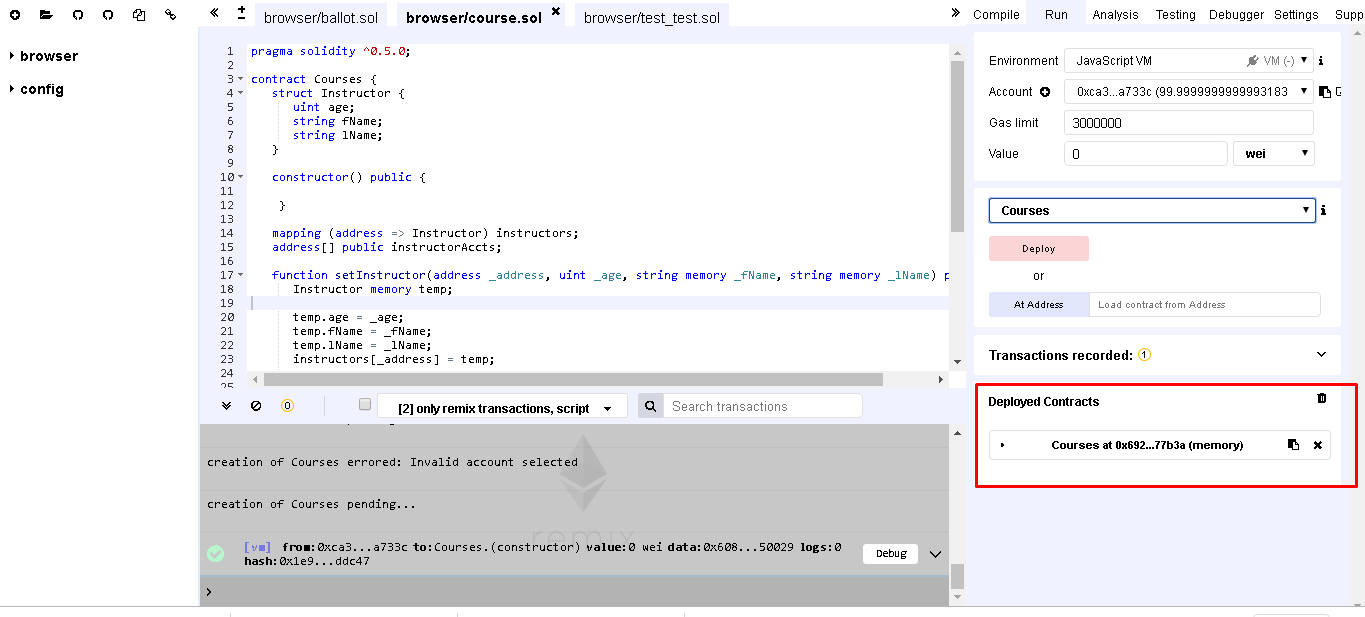 browser/ballot.sol browser/course.sol browser/test_test.sol
Compile Run Analysis Testing Debugger Settings Supp
browser
config
1 pragma solidity ^0.5.0;
2
3 contract Courses {
4 struct Instructor {
5 uint age;
6 string fName;
7 string lName;
8 }
9
10 constructor() public {
11
12 }
13
14 mapping (address => Instructor) instructors;
15 address[] public instructorAccts;
16
17 function setInstructor(address _address, uint _age, string memory _fName, string memory _lName) p
18 Instructor memory temp;
19
20 temp.age = _age;
21 temp.fName = _fName;
22 temp.lName = _lName;
23 instructors[_address] = temp;
24
25
0 [2] only remix transactions, script Search transactions
creation of Courses errored: Invalid account selected
creation of Courses pending...
remix
[vm] from:0xca3...a733c to:Courses.(constructor) value:0 wei data:0x608...50029 logs:0
hash:0x1e9...ddc47
Debug
>
Environment JavaScript VM VM (-)
Account 0xca3...a733c (99.9999999999993183
Gas limit 3000000
Value 0 wei
Courses
Deploy
or
At Address Load contract from Address
Transactions recorded: 1
Deployed Contracts
Courses at 0x692...77b3a (memory)